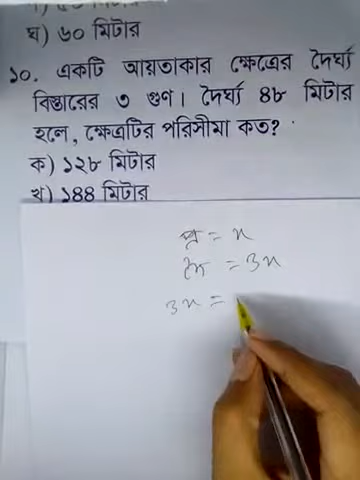 ঘ) ৬০ মিটার
১০. একটি আয়তাকার ক্ষেত্রের দৈর্ঘ্য
বিস্তারের ৩ গুণ। দৈর্ঘ্য ৪৮ মিটার
হলে, ক্ষেত্রটির পরিসীমা কত?
ক) ১২৮ মিটার
খ) ১৪৪ মিটার
প্র = x
দৈ = 3x
3x =